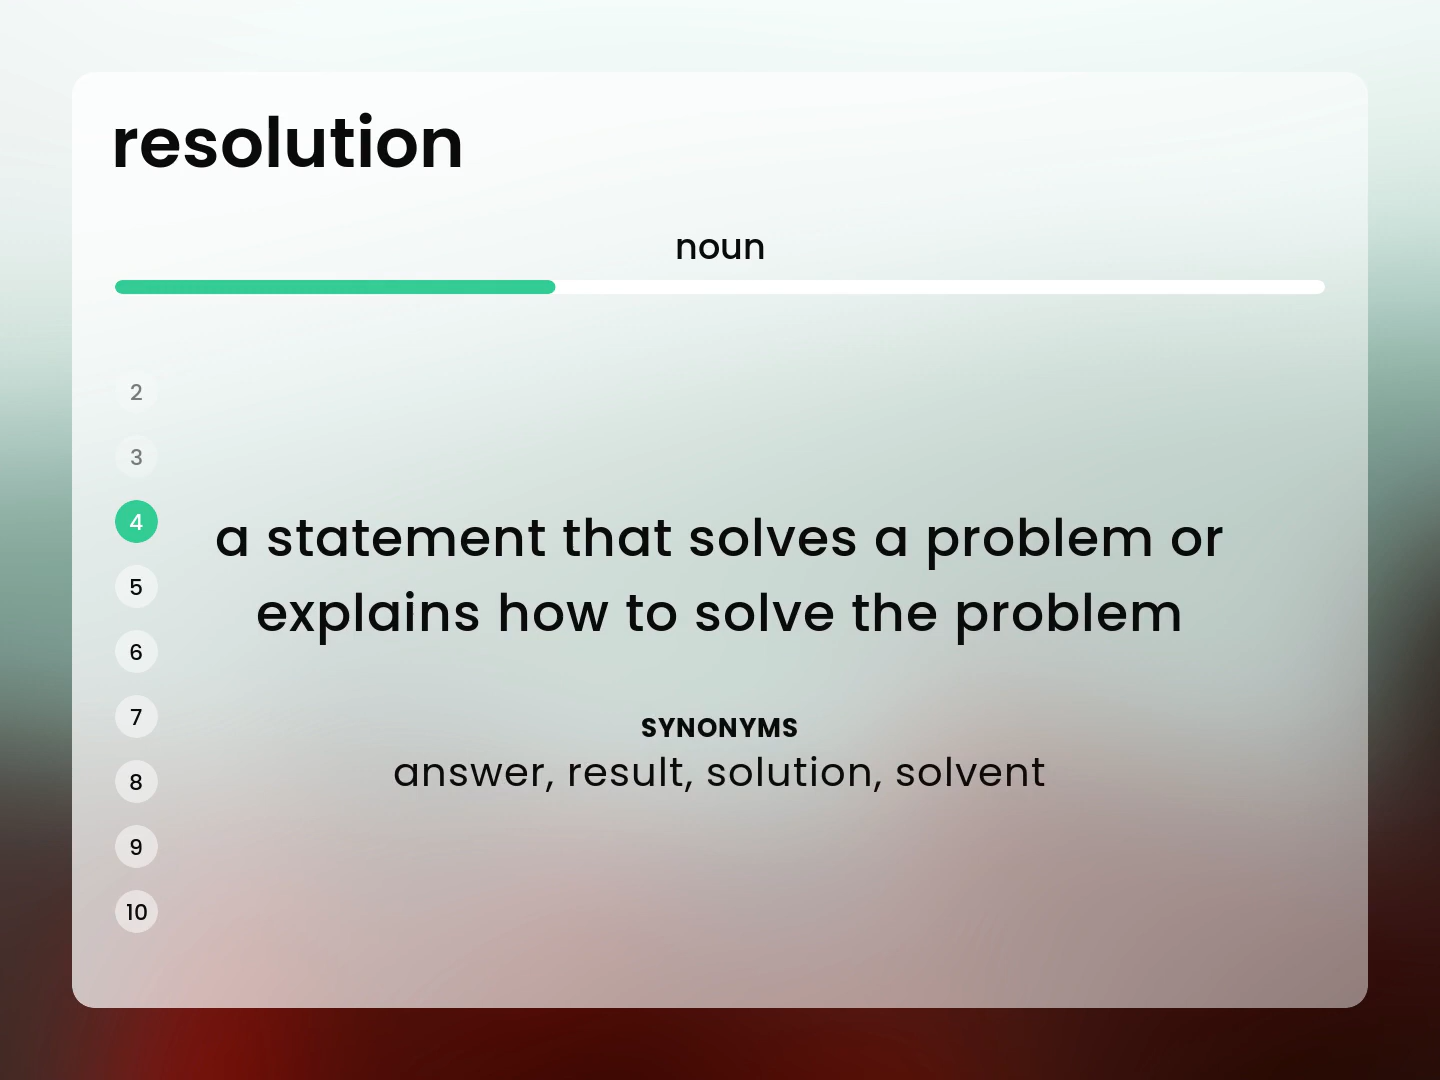 resolution
noun
2
3
4
5
6
7
8
9
10
a statement that solves a problem or
explains how to solve the problem
SYNONYMS
answer, result, solution, solvent